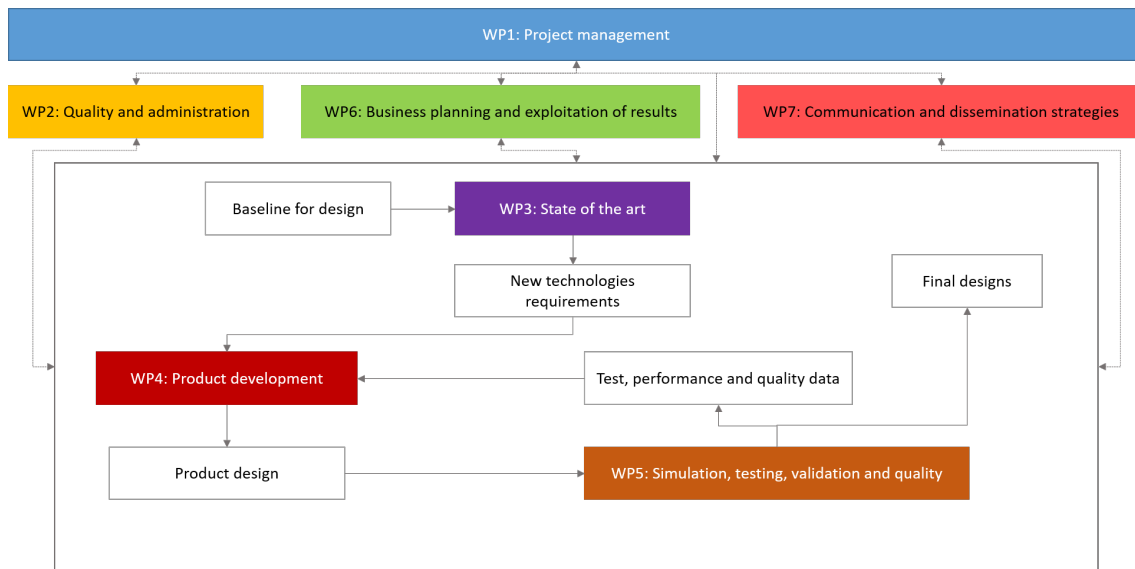 WP1: Project management
WP2: Quality and administration
WP6: Business planning and exploitation of results
WP7: Communication and dissemination strategies
Baseline for design
WP3: State of the art
New technologies
requirements
Final designs
WP4: Product development
Test, performance and quality data
Product design
WP5: Simulation, testing, validation and quality